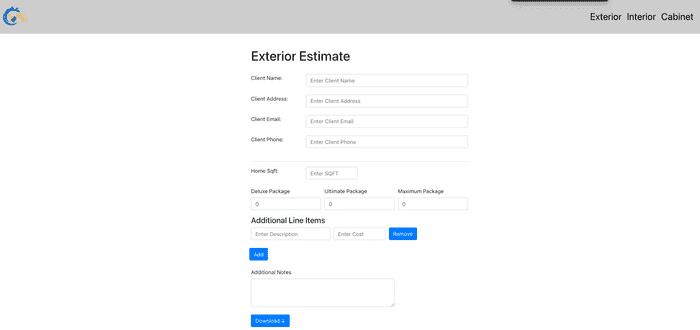 Exterior Interior Cabinet
Exterior Estimate
Client Name: Enter Client Name
Client Address: Enter Client Address
Client Email: Enter Client Email
Client Phone: Enter Client Phone
Home Sqft: Enter SQFT
Deluxe Package Ultimate Package Maximum Package
0 0 0
Additional Line Items
Enter Description Enter Cost Remove
Add
Additional Notes
Download ↓